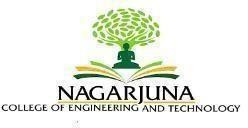 NAGARJUNA
COLLEGE OF ENGINEERING AND TECHNOLOGY